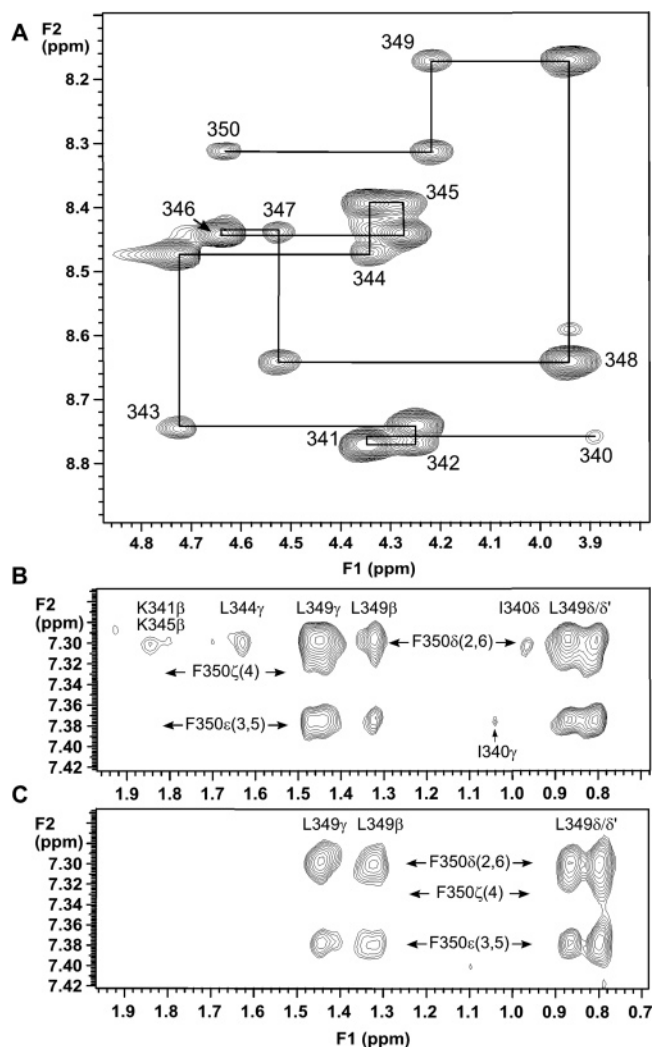 A
F2
(ppm)
349
8.2
350
8.3
345
8.4
346
347
344
8.5
8.6
348
8.7
343
341
342
340
8.8
4.8 4.7 4.6 4.5 4.4 4.3 4.2 4.1 4.0 3.9
F1 (ppm)
B
F2
(ppm)
K341β
K345β
L344γ
L349γ
L349β
I340δ
L349δ/δ'
7.30
F350δ(2,6)
7.33
F350ζ(4)
7.36
F350ε(3,5)
7.40
I340γ
7.42
1.9 1.8 1.7 1.6 1.5 1.4 1.3 1.2 1.1 1.0 0.9 0.8 0.7
C
F2
(ppm)
L349γ L349β L349δ/δ'
7.30
F350δ(2,6)
7.32
F350ζ(4)
7.36
F350ε(3,5)
7.40
7.42
1.9 1.8 1.7 1.6 1.5 1.4 1.3 1.2 1.1 1.0 0.9 0.8 0.7
F1 (ppm)